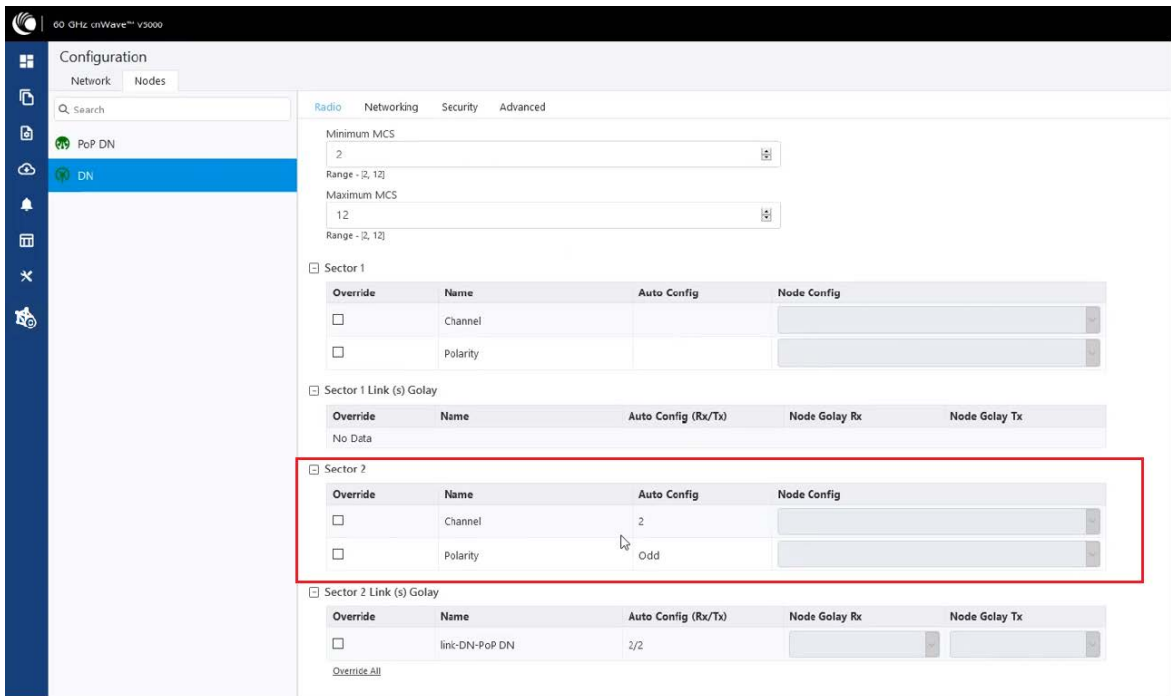 60 GHz cnWave™ V5000
Configuration
Network Nodes
Search
PoP DN
DN
Radio Networking Security Advanced
Minimum MCS
2
Range - [2, 12]
Maximum MCS
12
Range - [2, 12]
Sector 1
Override Name Auto Config Node Config
Channel
Polarity
Sector 1 Link (s) Golay
Override Name Auto Config (Rx/Tx) Node Golay Rx Node Golay Tx
No Data
Sector 2
Override Name Auto Config Node Config
Channel 2
Polarity Odd
Sector 2 Link (s) Golay
Override Name Auto Config (Rx/Tx) Node Golay Rx Node Golay Tx
link-DN-PoP DN 2/2
Override All